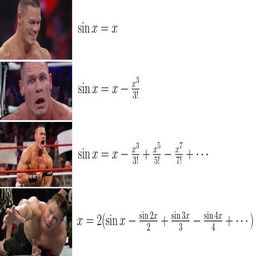 sin x = x
sin x = x − x³/3!
sin x = x − x³/3! + x⁵/5! − x⁷/7! + ⋯
x = 2(sin x − sin 2x/2 + sin 3x/3 − sin 4x/4 + ⋯)